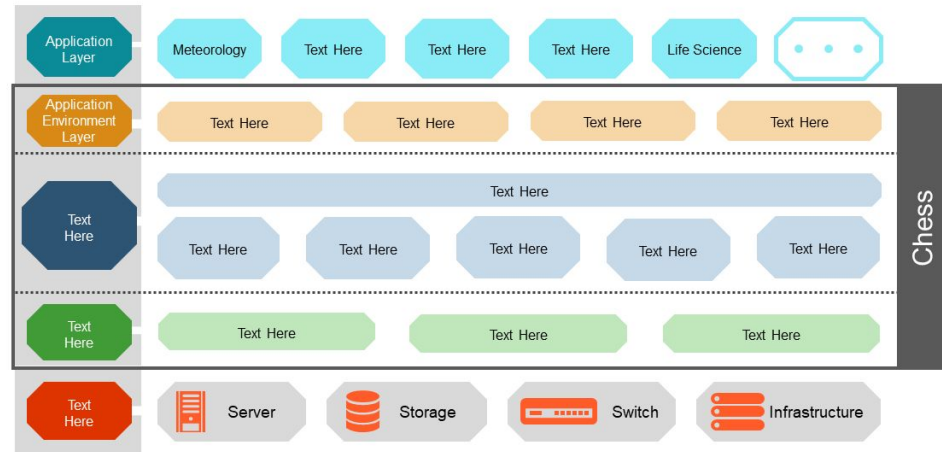 Application
Layer
Meteorology
Text Here
Text Here
Text Here
Life Science
Application
Environment
Layer
Text Here
Text Here
Text Here
Text Here
Text
Here
Text Here
Text Here
Text Here
Text Here
Text Here
Text Here
Text
Here
Text Here
Text Here
Text Here
Chess
Text
Here
Server
Storage
Switch
Infrastructure